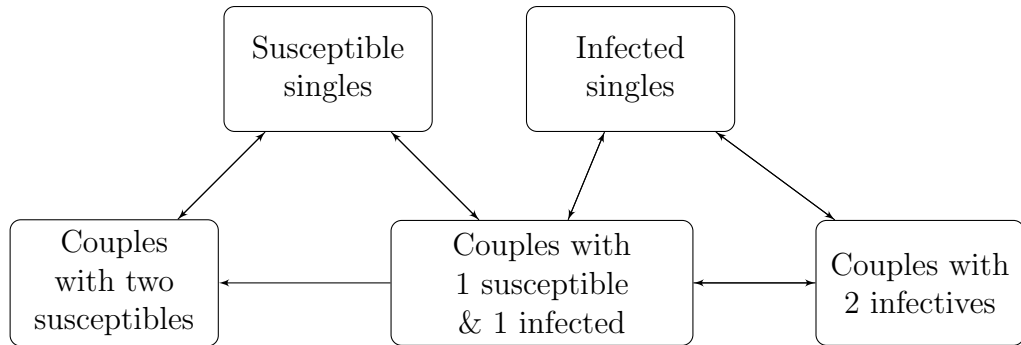 Susceptible
singles
Infected
singles
Couples
with two
susceptibles
Couples with
1 susceptible
& 1 infected
Couples with
2 infectives